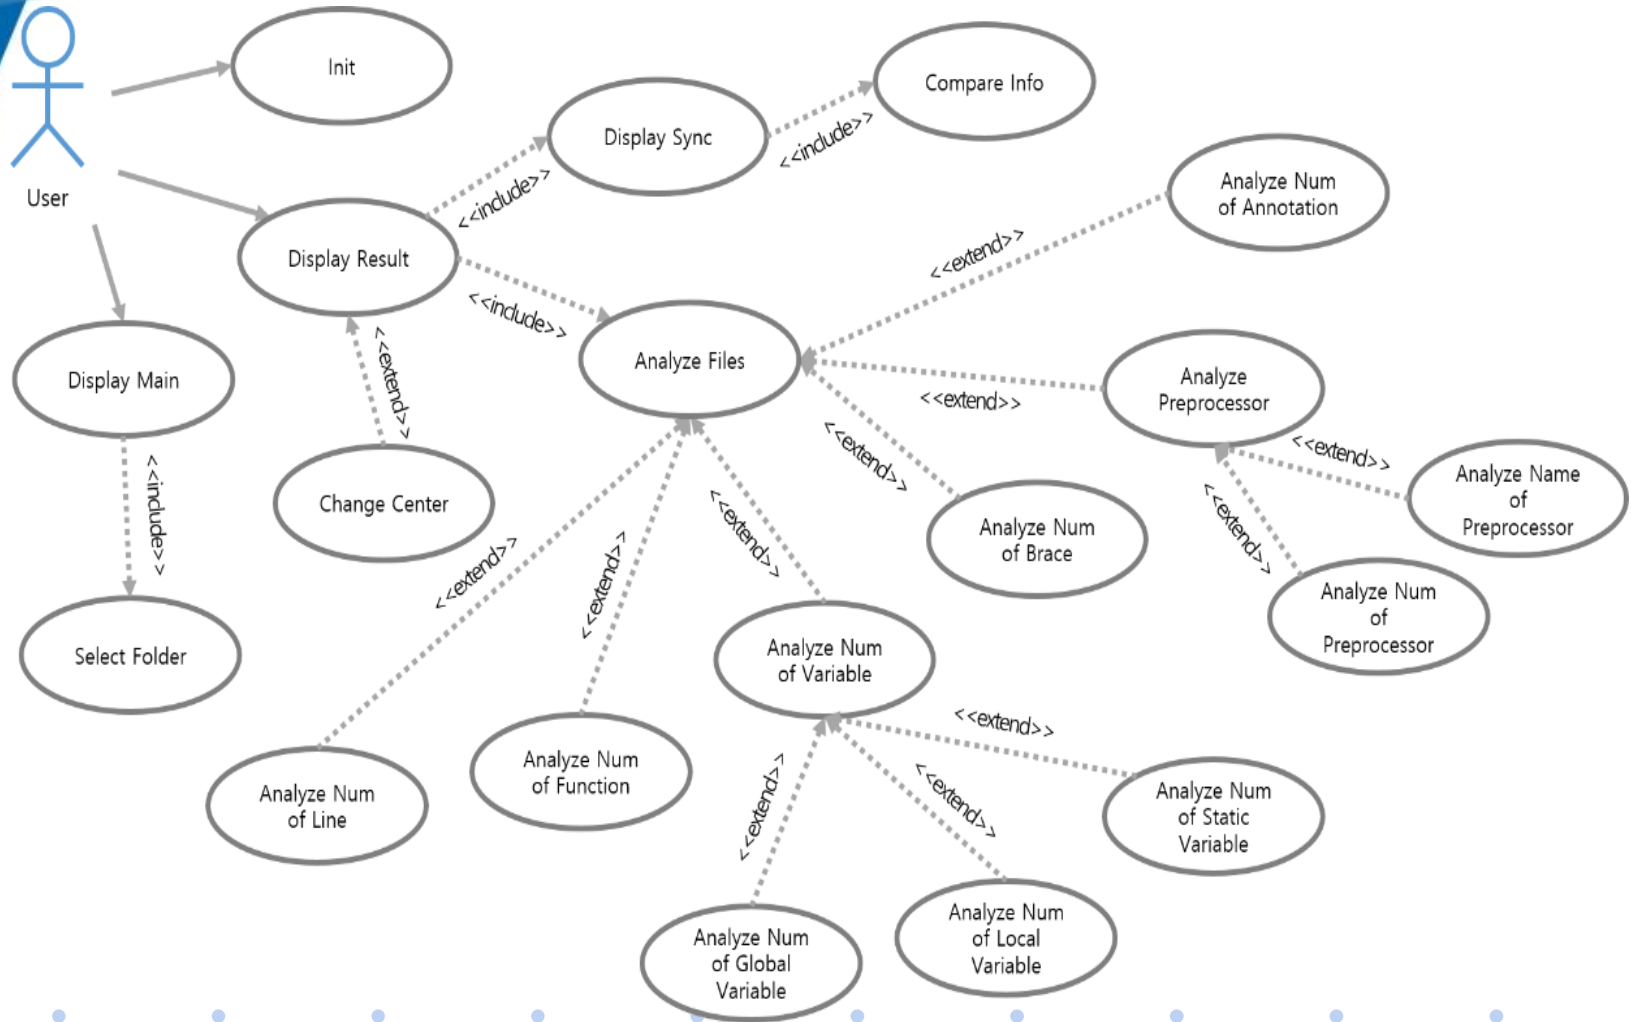 Init
Compare Info
Display Sync
<<include>>
<<include>>
User
Analyze Num
of Annotation
<<extend>>
Display Result
<<include>>
<<extend>>
Analyze Files
Display Main
Analyze
Preprocessor
<<extend>>
<<extend>>
<<extend>>
Analyze Name
of
Preprocessor
<<include>>
Change Center
<<extend>>
<<extend>>
Analyze Num
of Brace
<<extend>>
<<extend>>
Analyze Num
of
Preprocessor
Select Folder
Analyze Num
of Variable
<<extend>>
Analyze Num
of Function
Analyze Num
of Line
<<extend>>
<<extend>>
Analyze Num
of Static
Variable
Analyze Num
of Local
Variable
Analyze Num
of Global
Variable